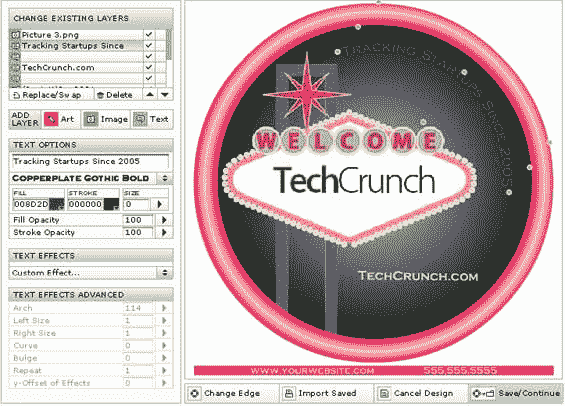 CHANGE EXISTING LAYERS
Picture 3.png
Tracking Startups Since
TechCrunch.com
Replace/Swap
Delete
ADD LAYER
Art
Image
Text
TEXT OPTIONS
Tracking Startups Since 2005
COPPERPLATE GOTHIC BOLD
FILL
STROKE
SIZE
008D2D
000000
0
Fill Opacity
100
Stroke Opacity
100
TEXT EFFECTS
Custom Effect...
TEXT EFFECTS ADVANCED
Arch
114
Left Size
1
Right Size
1
Curve
0
Bulge
0
Repeat
1
y-Offset of Effects
0
TRACKING STARTUPS SINCE 2005
WELCOME
TechCrunch
TECHCRUNCH.COM
WWW.YOURWEBSITE.COM
555.555.5555
Change Edge
Import Saved
Cancel Design
Save/Continue